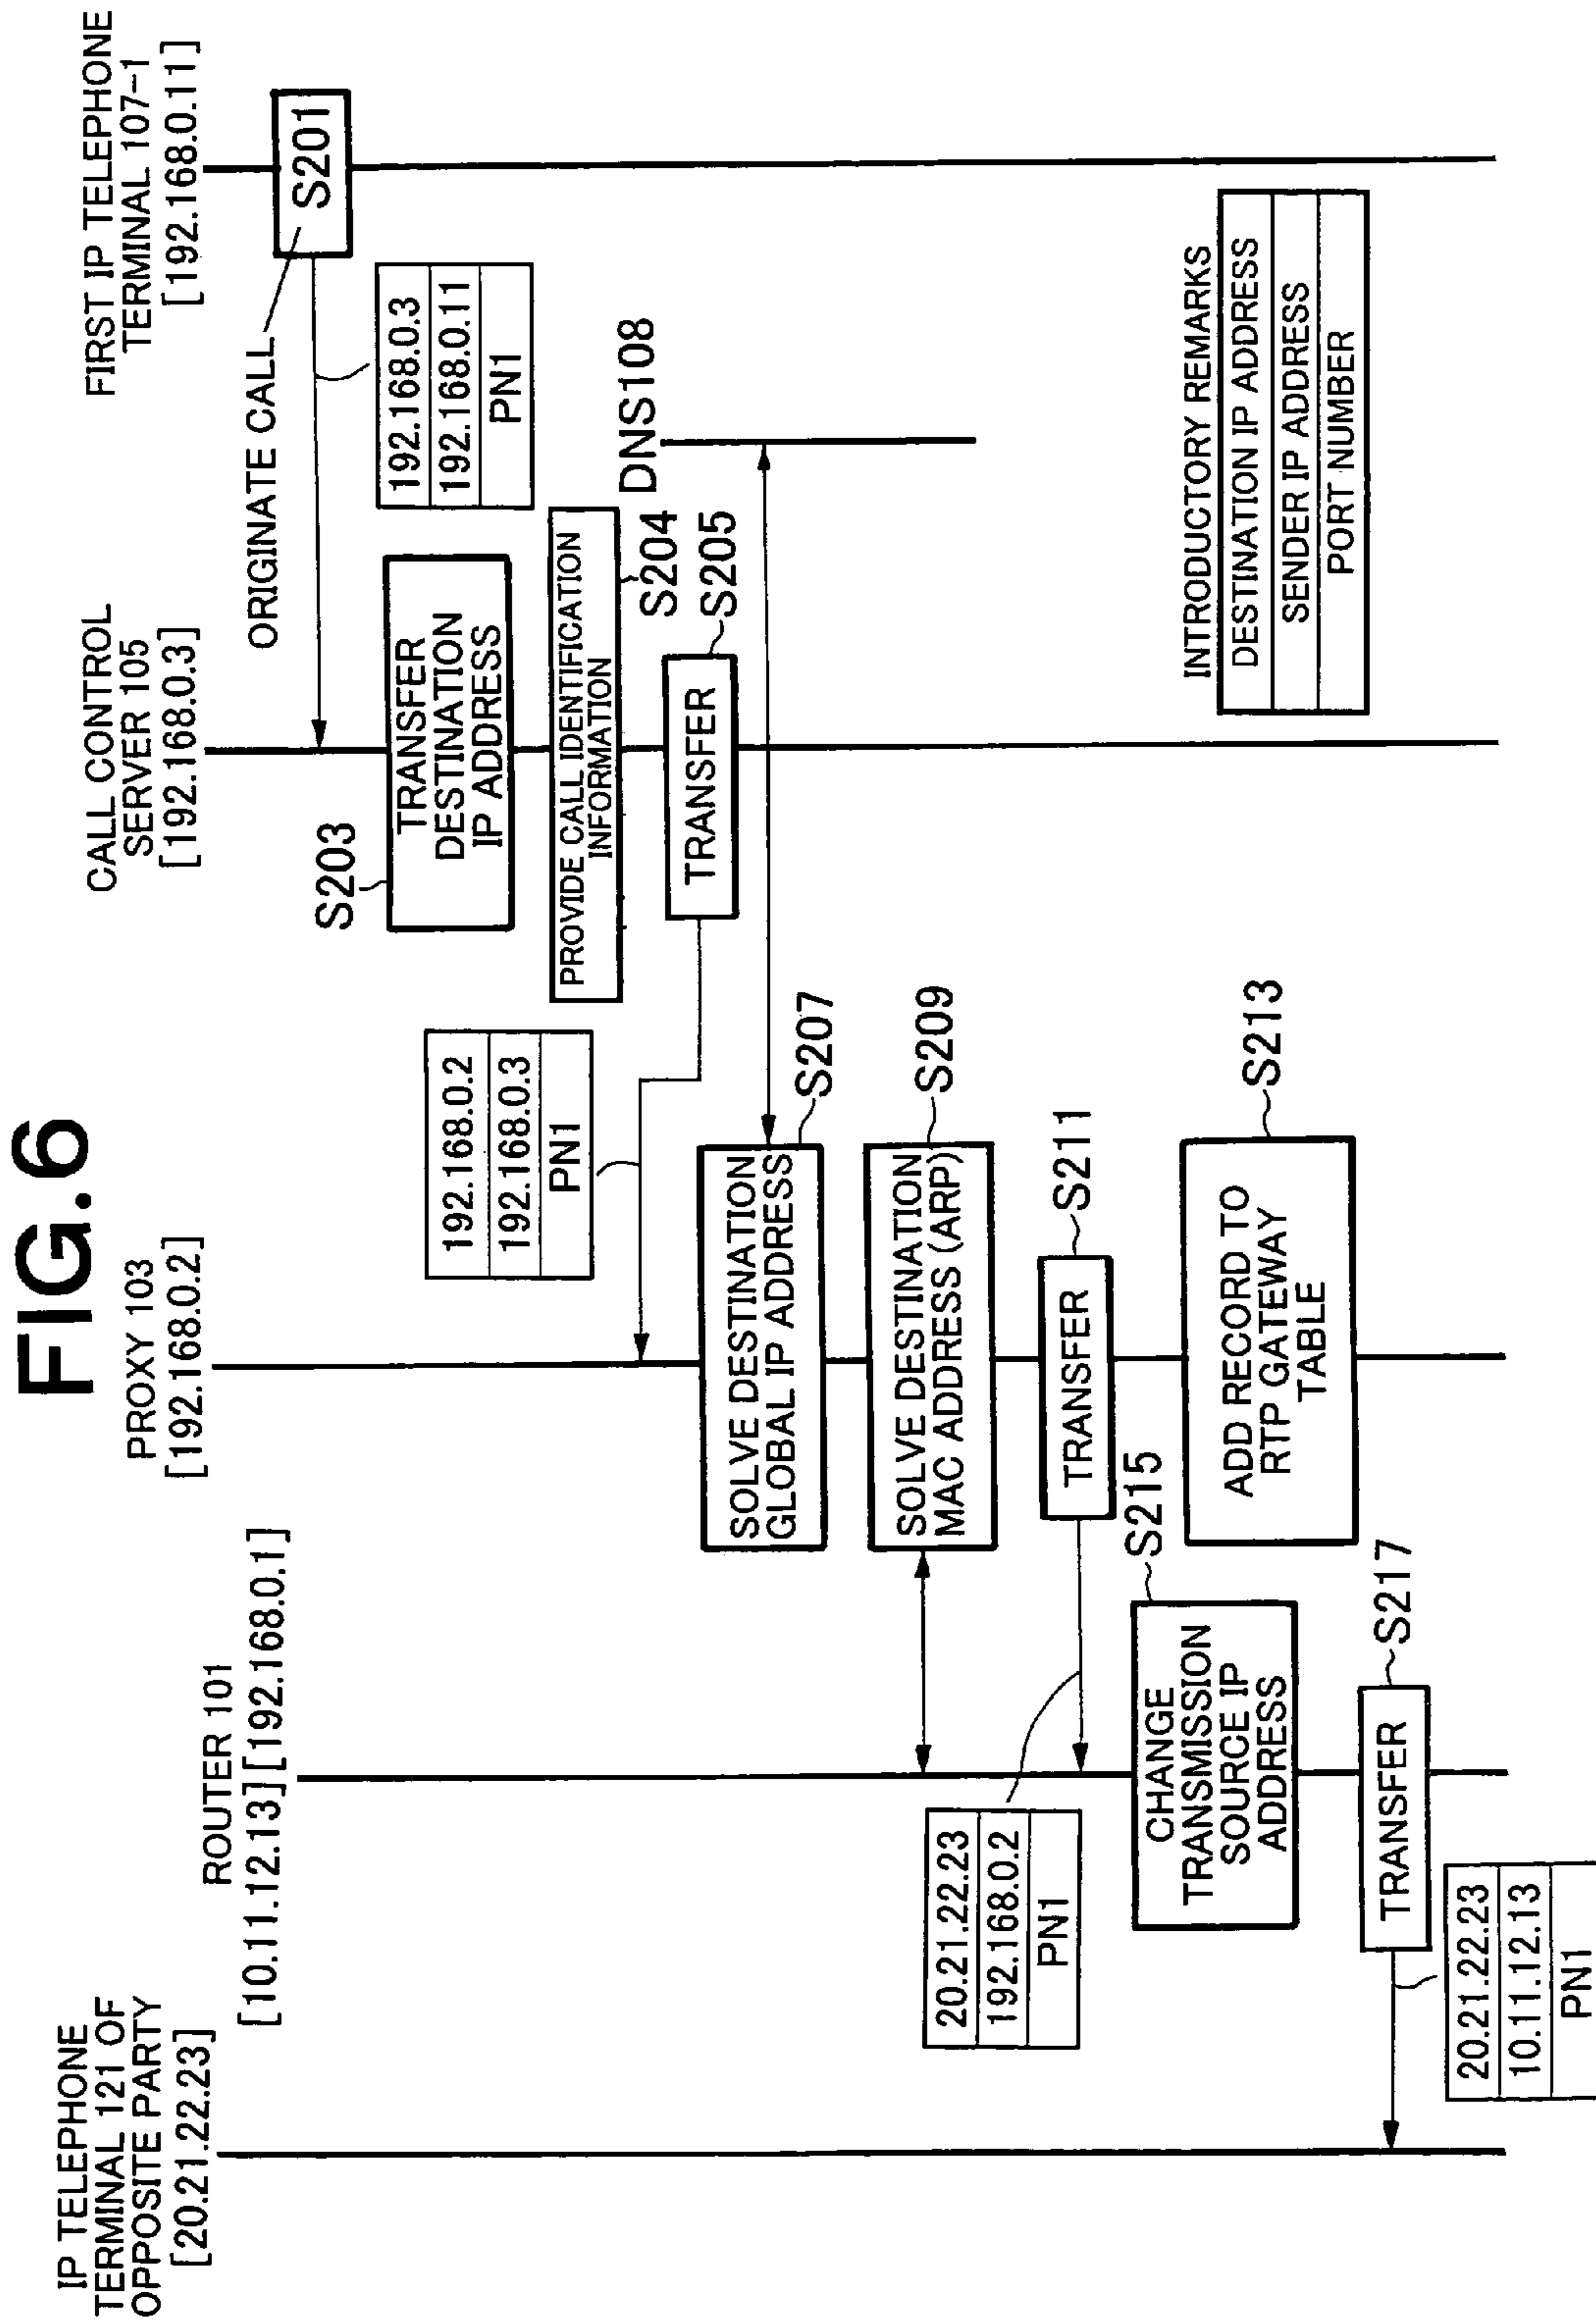 FIG.6
IP TELEPHONE
TERMINAL 121 OF
OPPOSITE PARTY
[20.21.22.23]
ROUTER 101
[10.11.12.13][192.168.0.1]
PROXY 103
[192.168.0.2]
CALL CONTROL
SERVER 105
[192.168.0.3]
FIRST IP TELEPHONE
TERMINAL 107-1
[192.168.0.11]
ORIGINATE CALL
S201
192.168.0.3
192.168.0.11
PN1
S203
TRANSFER
DESTINATION
IP ADDRESS
PROVIDE CALL IDENTIFICATION
INFORMATION
S204
DNS108
TRANSFER
S205
192.168.0.2
192.168.0.3
PN1
SOLVE DESTINATION
GLOBAL IP ADDRESS
S207
SOLVE DESTINATION
MAC ADDRESS (ARP)
S209
TRANSFER
S211
20.21.22.23
192.168.0.2
PN1
ADD RECORD TO
RTP GATEWAY
TABLE
S213
CHANGE
TRANSMISSION
SOURCE IP
ADDRESS
S215
TRANSFER
S217
20.21.22.23
10.11.12.13
PN1
INTRODUCTORY REMARKS
DESTINATION IP ADDRESS
SENDER IP ADDRESS
PORT NUMBER